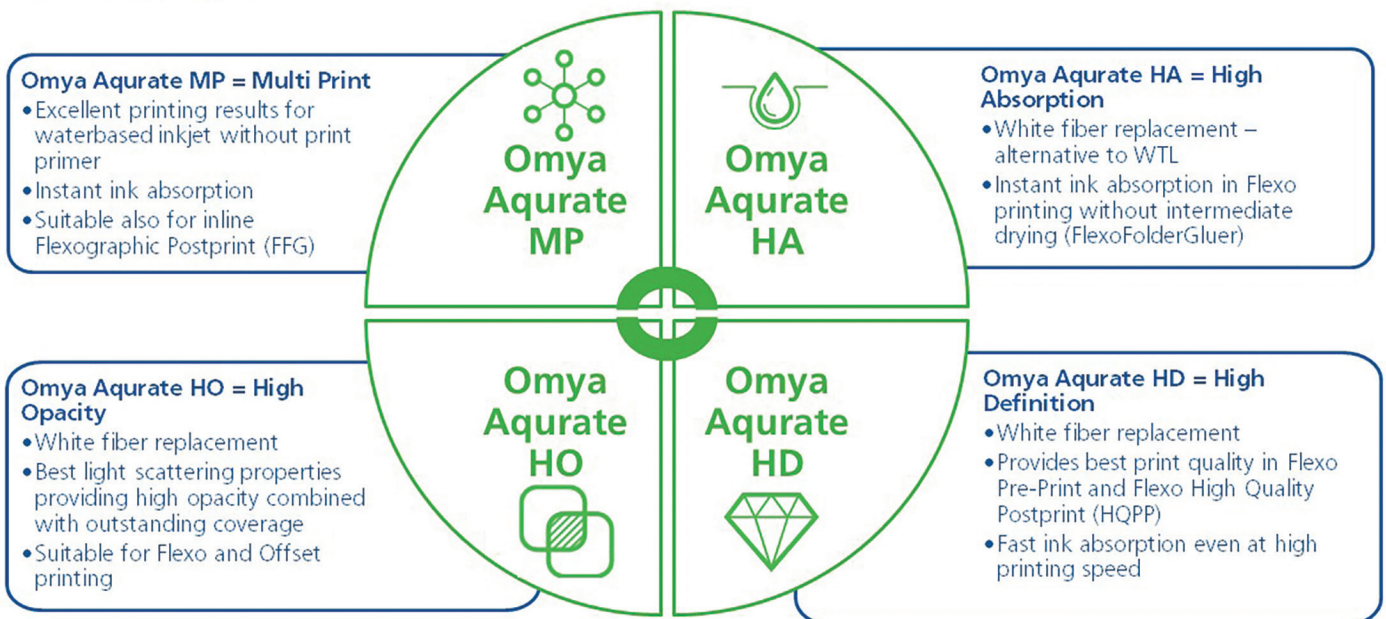 Omya Aqurate MP = Multi Print
•Excellent printing results for
waterbased inkjet without print
primer
•Instant ink absorption
•Suitable also for inline
Flexographic Postprint (FFG)
Omya
Aqurate
MP
Omya
Aqurate
HA
Omya Aqurate HA = High
Absorption
•White fiber replacement –
alternative to WTL
•Instant ink absorption in Flexo
printing without intermediate
drying (FlexoFolderGluer)
Omya Aqurate HO = High
Opacity
•White fiber replacement
•Best light scattering properties
providing high opacity combined
with outstanding coverage
•Suitable for Flexo and Offset
printing
Omya
Aqurate
HO
Omya
Aqurate
HD
Omya Aqurate HD = High
Definition
•White fiber replacement
•Provides best print quality in Flexo
Pre-Print and Flexo High Quality
Postprint (HQPP)
•Fast ink absorption even at high
printing speed